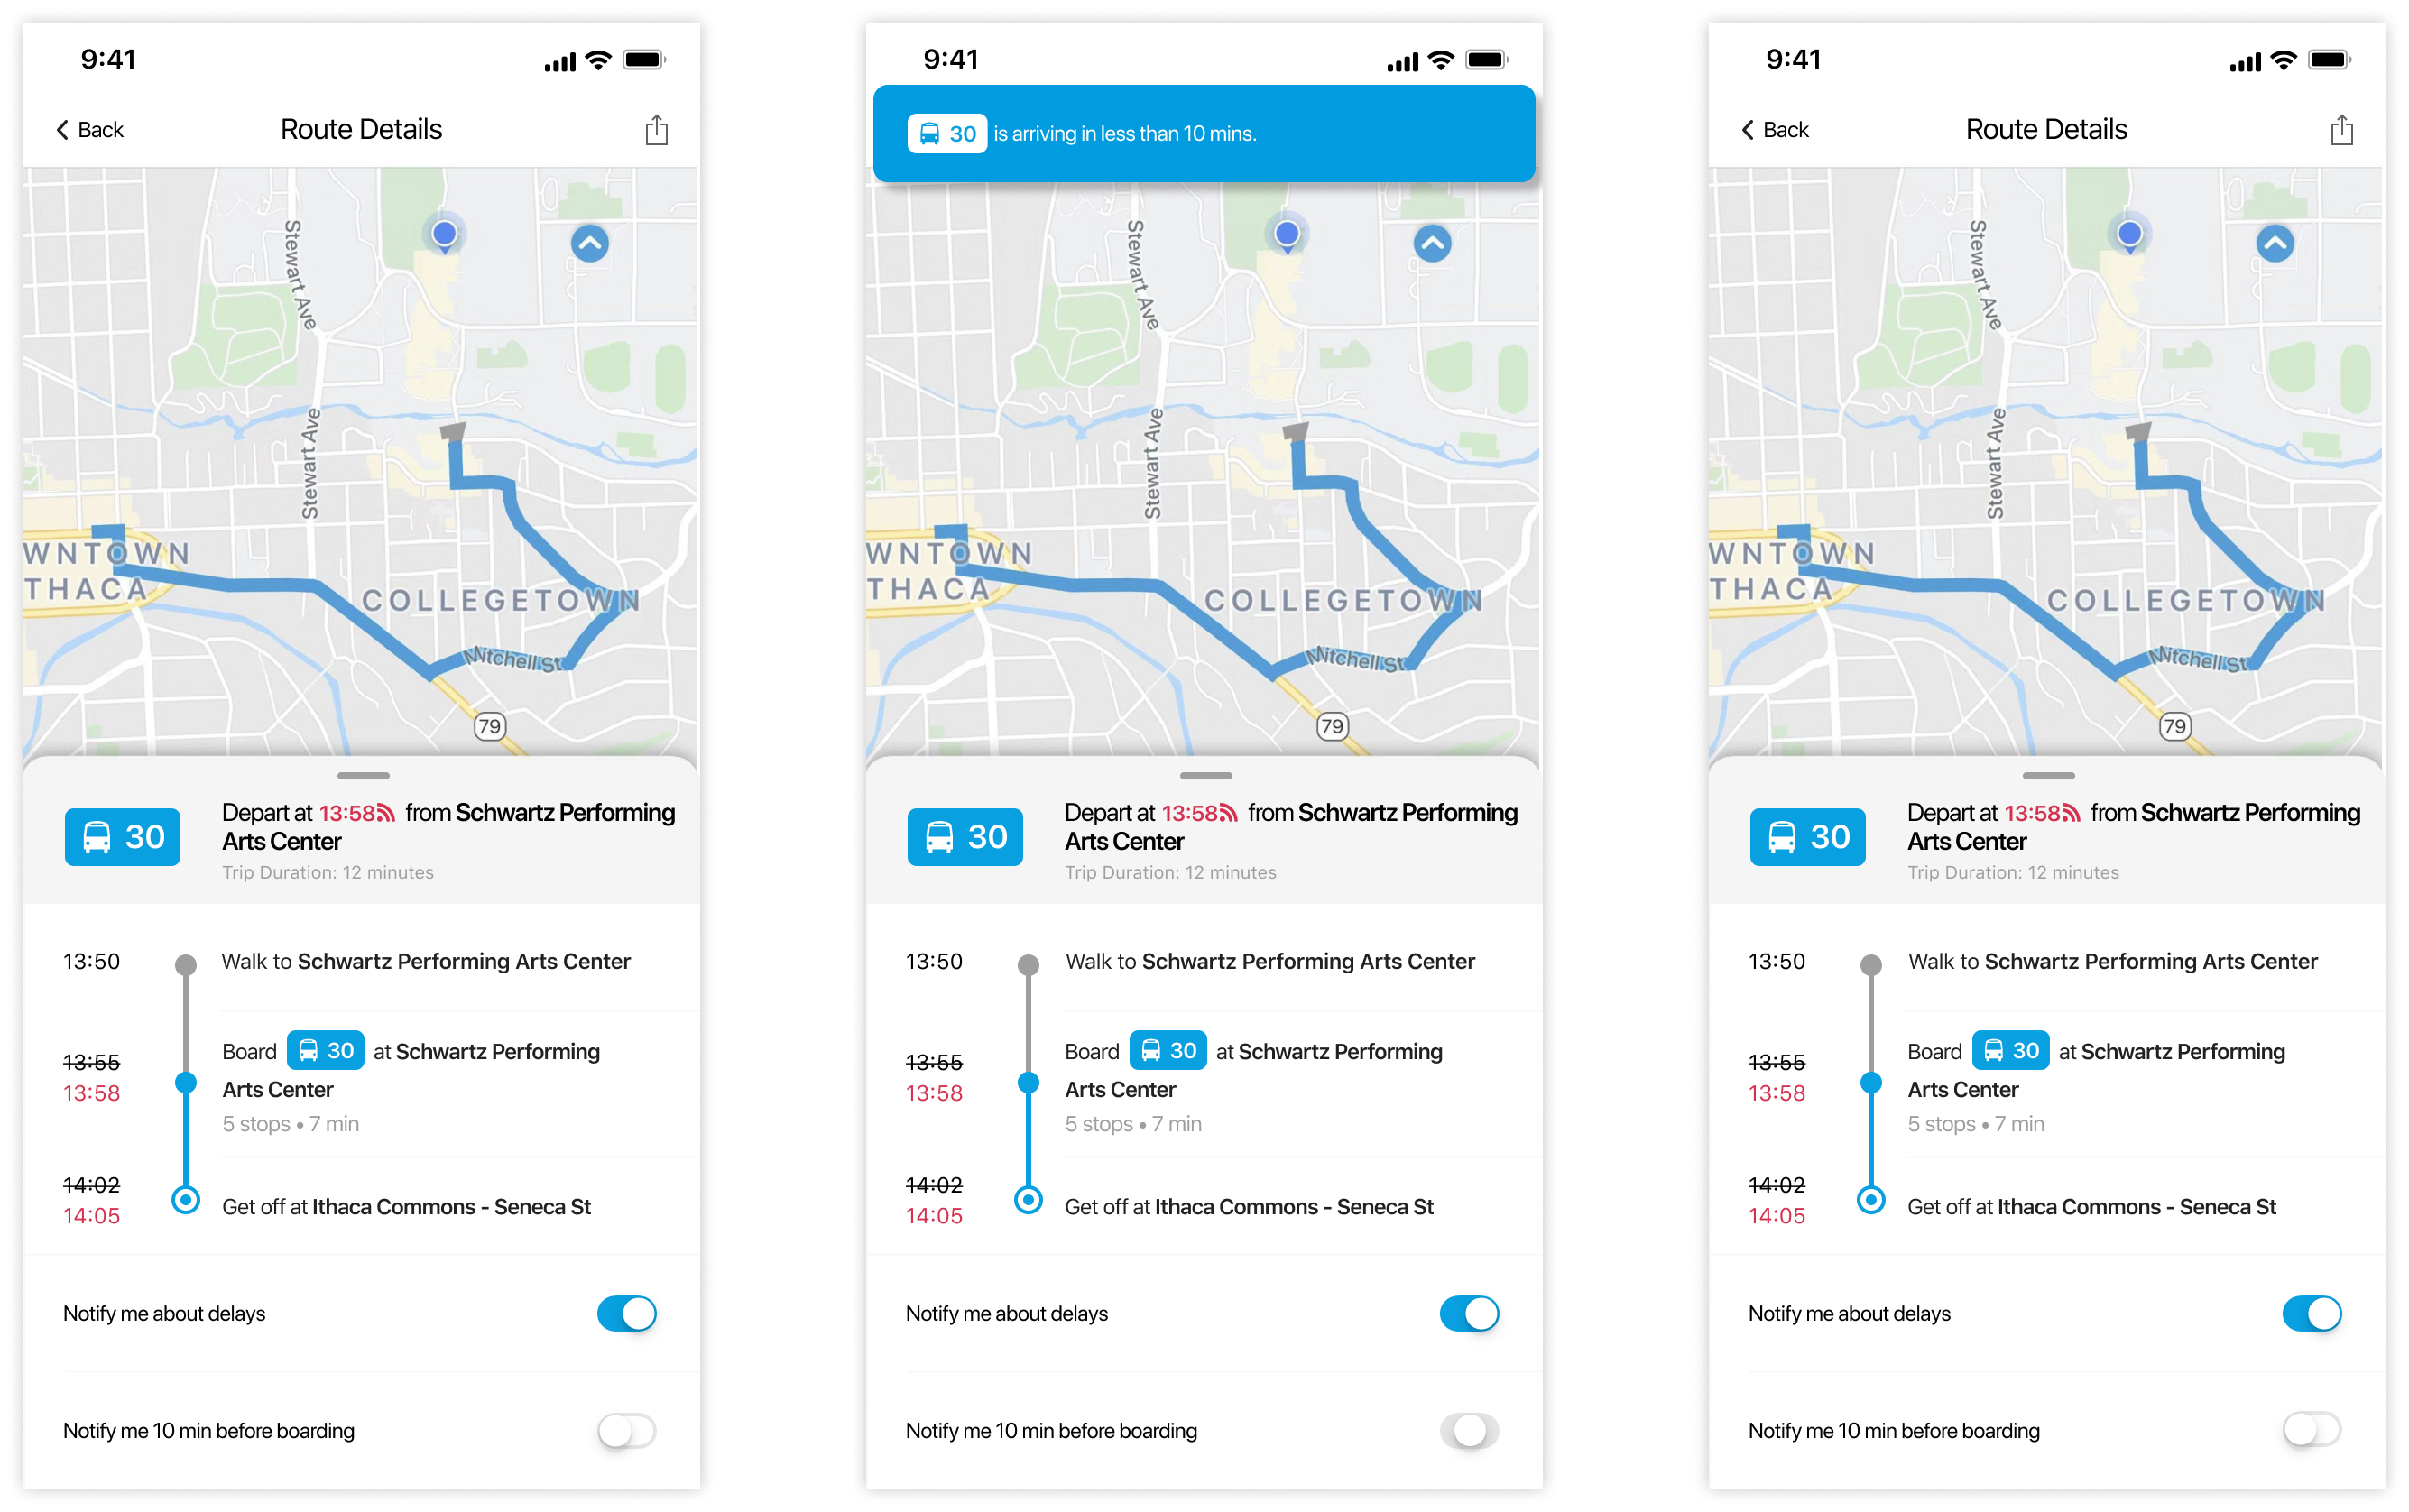 9:41
Back
Route Details
Stewart Ave
Stewart Ave
WNTOWN
THACA
COLLEGETOWN
Mitchell St
79
30
Depart at 13:58 from Schwartz Performing
Arts Center
Trip Duration: 12 minutes
13:50
Walk to Schwartz Performing Arts Center
13:55
13:58
Board 30 at Schwartz Performing
Arts Center
5 stops • 7 min
14:02
14:05
Get off at Ithaca Commons - Seneca St
Notify me about delays
Notify me 10 min before boarding
9:41
30 is arriving in less than 10 mins.
Stewart Ave
Stewart Ave
WNTOWN
THACA
COLLEGETOWN
Mitchell St
79
30
Depart at 13:58 from Schwartz Performing
Arts Center
Trip Duration: 12 minutes
13:50
Walk to Schwartz Performing Arts Center
13:55
13:58
Board 30 at Schwartz Performing
Arts Center
5 stops • 7 min
14:02
14:05
Get off at Ithaca Commons - Seneca St
Notify me about delays
Notify me 10 min before boarding
9:41
Back
Route Details
Stewart Ave
Stewart Ave
WNTOWN
THACA
COLLEGETOWN
Mitchell St
79
30
Depart at 13:58 from Schwartz Performing
Arts Center
Trip Duration: 12 minutes
13:50
Walk to Schwartz Performing Arts Center
13:55
13:58
Board 30 at Schwartz Performing
Arts Center
5 stops • 7 min
14:02
14:05
Get off at Ithaca Commons - Seneca St
Notify me about delays
Notify me 10 min before boarding